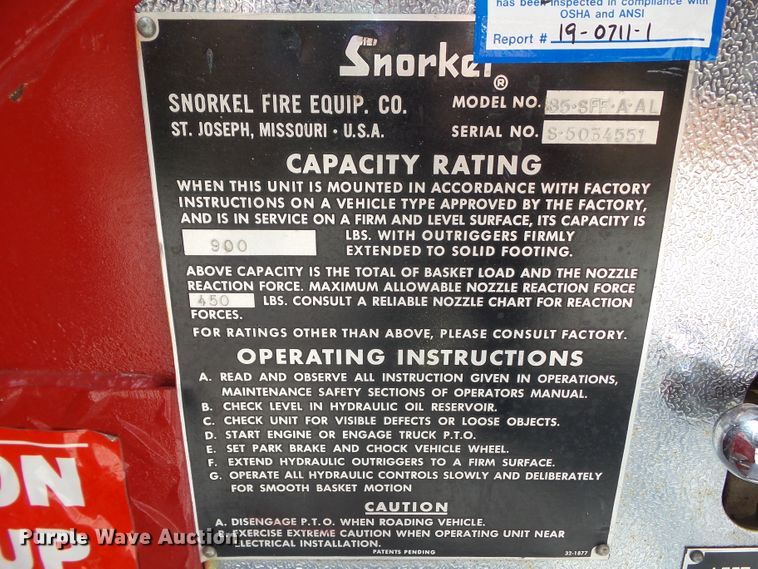 has been inspected in compliance with
OSHA and ANSI
Report # 19-0711-1
Snorkel ®
SNORKEL FIRE EQUIP. CO.
ST. JOSEPH, MISSOURI • U.S.A.
MODEL NO. 85·SFF·A·AL
SERIAL NO. S·5034551
CAPACITY RATING
WHEN THIS UNIT IS MOUNTED IN ACCORDANCE WITH FACTORY
INSTRUCTIONS ON A VEHICLE TYPE APPROVED BY THE FACTORY,
AND IS IN SERVICE ON A FIRM AND LEVEL SURFACE, ITS CAPACITY IS
900 LBS. WITH OUTRIGGERS FIRMLY
EXTENDED TO SOLID FOOTING.
ABOVE CAPACITY IS THE TOTAL OF BASKET LOAD AND THE NOZZLE
REACTION FORCE. MAXIMUM ALLOWABLE NOZZLE REACTION FORCE
450 LBS. CONSULT A RELIABLE NOZZLE CHART FOR REACTION
FORCES.
FOR RATINGS OTHER THAN ABOVE, PLEASE CONSULT FACTORY.
OPERATING INSTRUCTIONS
A. READ AND OBSERVE ALL INSTRUCTION GIVEN IN OPERATIONS,
MAINTENANCE SAFETY SECTIONS OF OPERATORS MANUAL.
B. CHECK LEVEL IN HYDRAULIC OIL RESERVOIR.
C. CHECK UNIT FOR VISIBLE DEFECTS OR LOOSE OBJECTS.
D. START ENGINE OR ENGAGE TRUCK P.T.O.
E. SET PARK BRAKE AND CHOCK VEHICLE WHEEL.
F. EXTEND HYDRAULIC OUTRIGGERS TO A FIRM SURFACE.
G. OPERATE ALL HYDRAULIC CONTROLS SLOWLY AND DELIBERATELY
FOR SMOOTH BASKET MOTION
CAUTION
A. DISENGAGE P.T.O. WHEN ROADING VEHICLE.
B. EXERCISE EXTREME CAUTION WHEN OPERATING UNIT NEAR
ELECTRICAL INSTALLATION.
PATENTS PENDING 32-1877
ON
UP
Purple Wave Auction